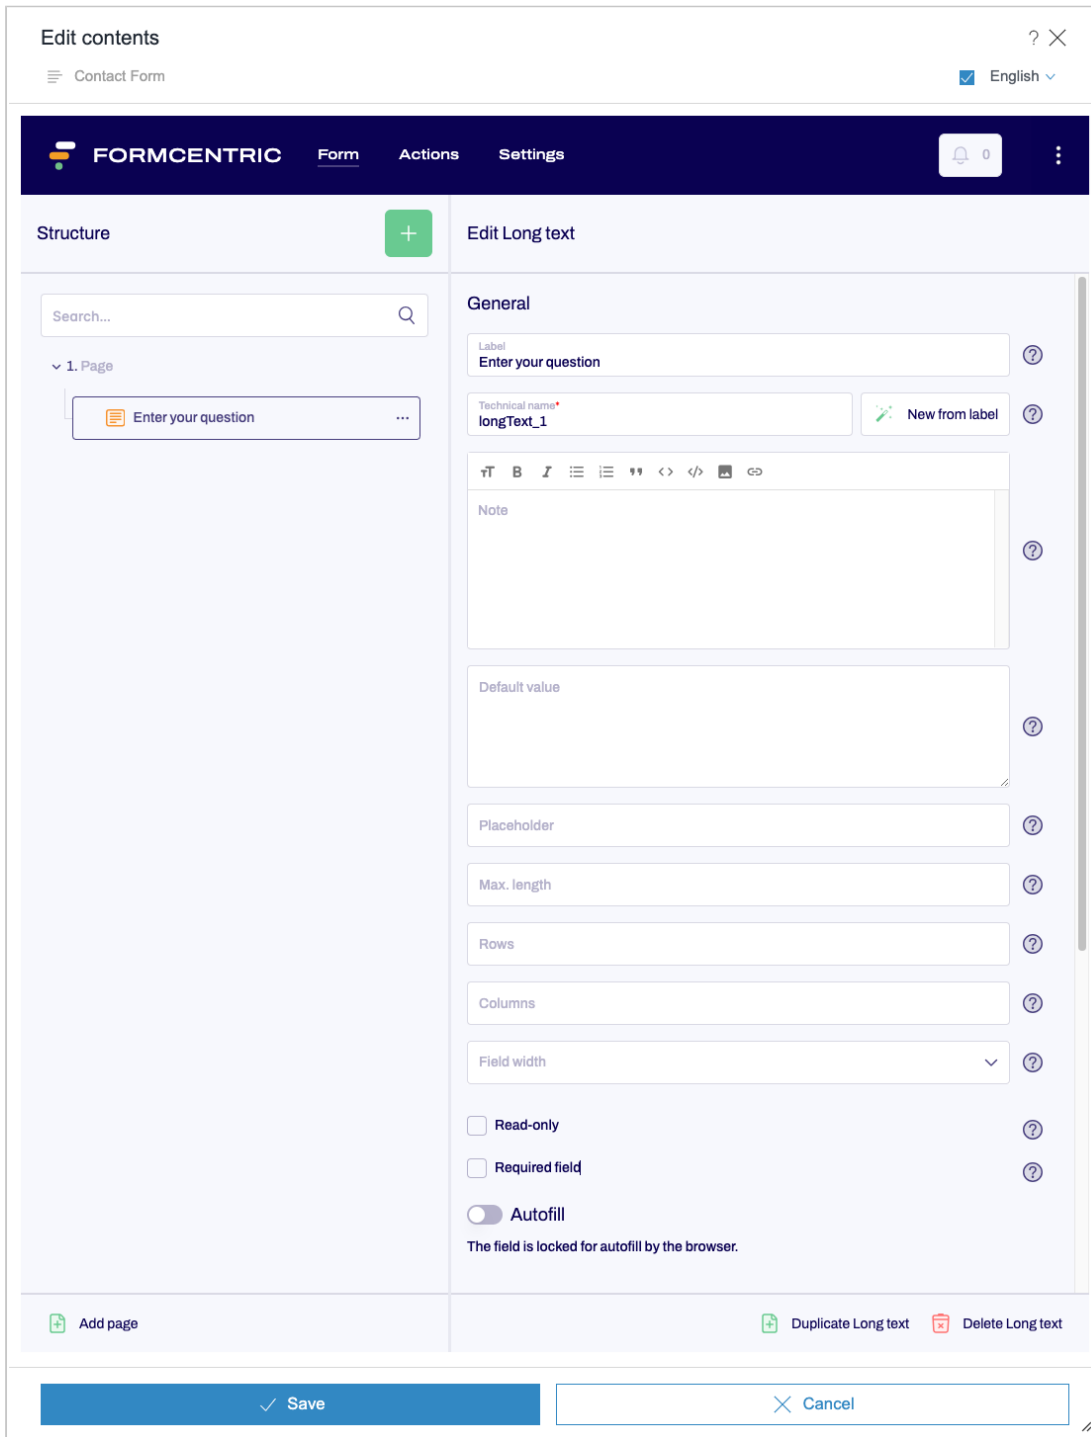 Edit contents
?
Contact Form
English
FORMCENTRIC
Form
Actions
Settings
0
Structure
Edit Long text
Search...
1. Page
Enter your question
General
Label
Enter your question
Technical name*
longText_1
New from label
Note
Default value
Placeholder
Max. length
Rows
Columns
Field width
Read-only
Required field
Autofill
The field is locked for autofill by the browser.
Add page
Duplicate Long text
Delete Long text
Save
Cancel